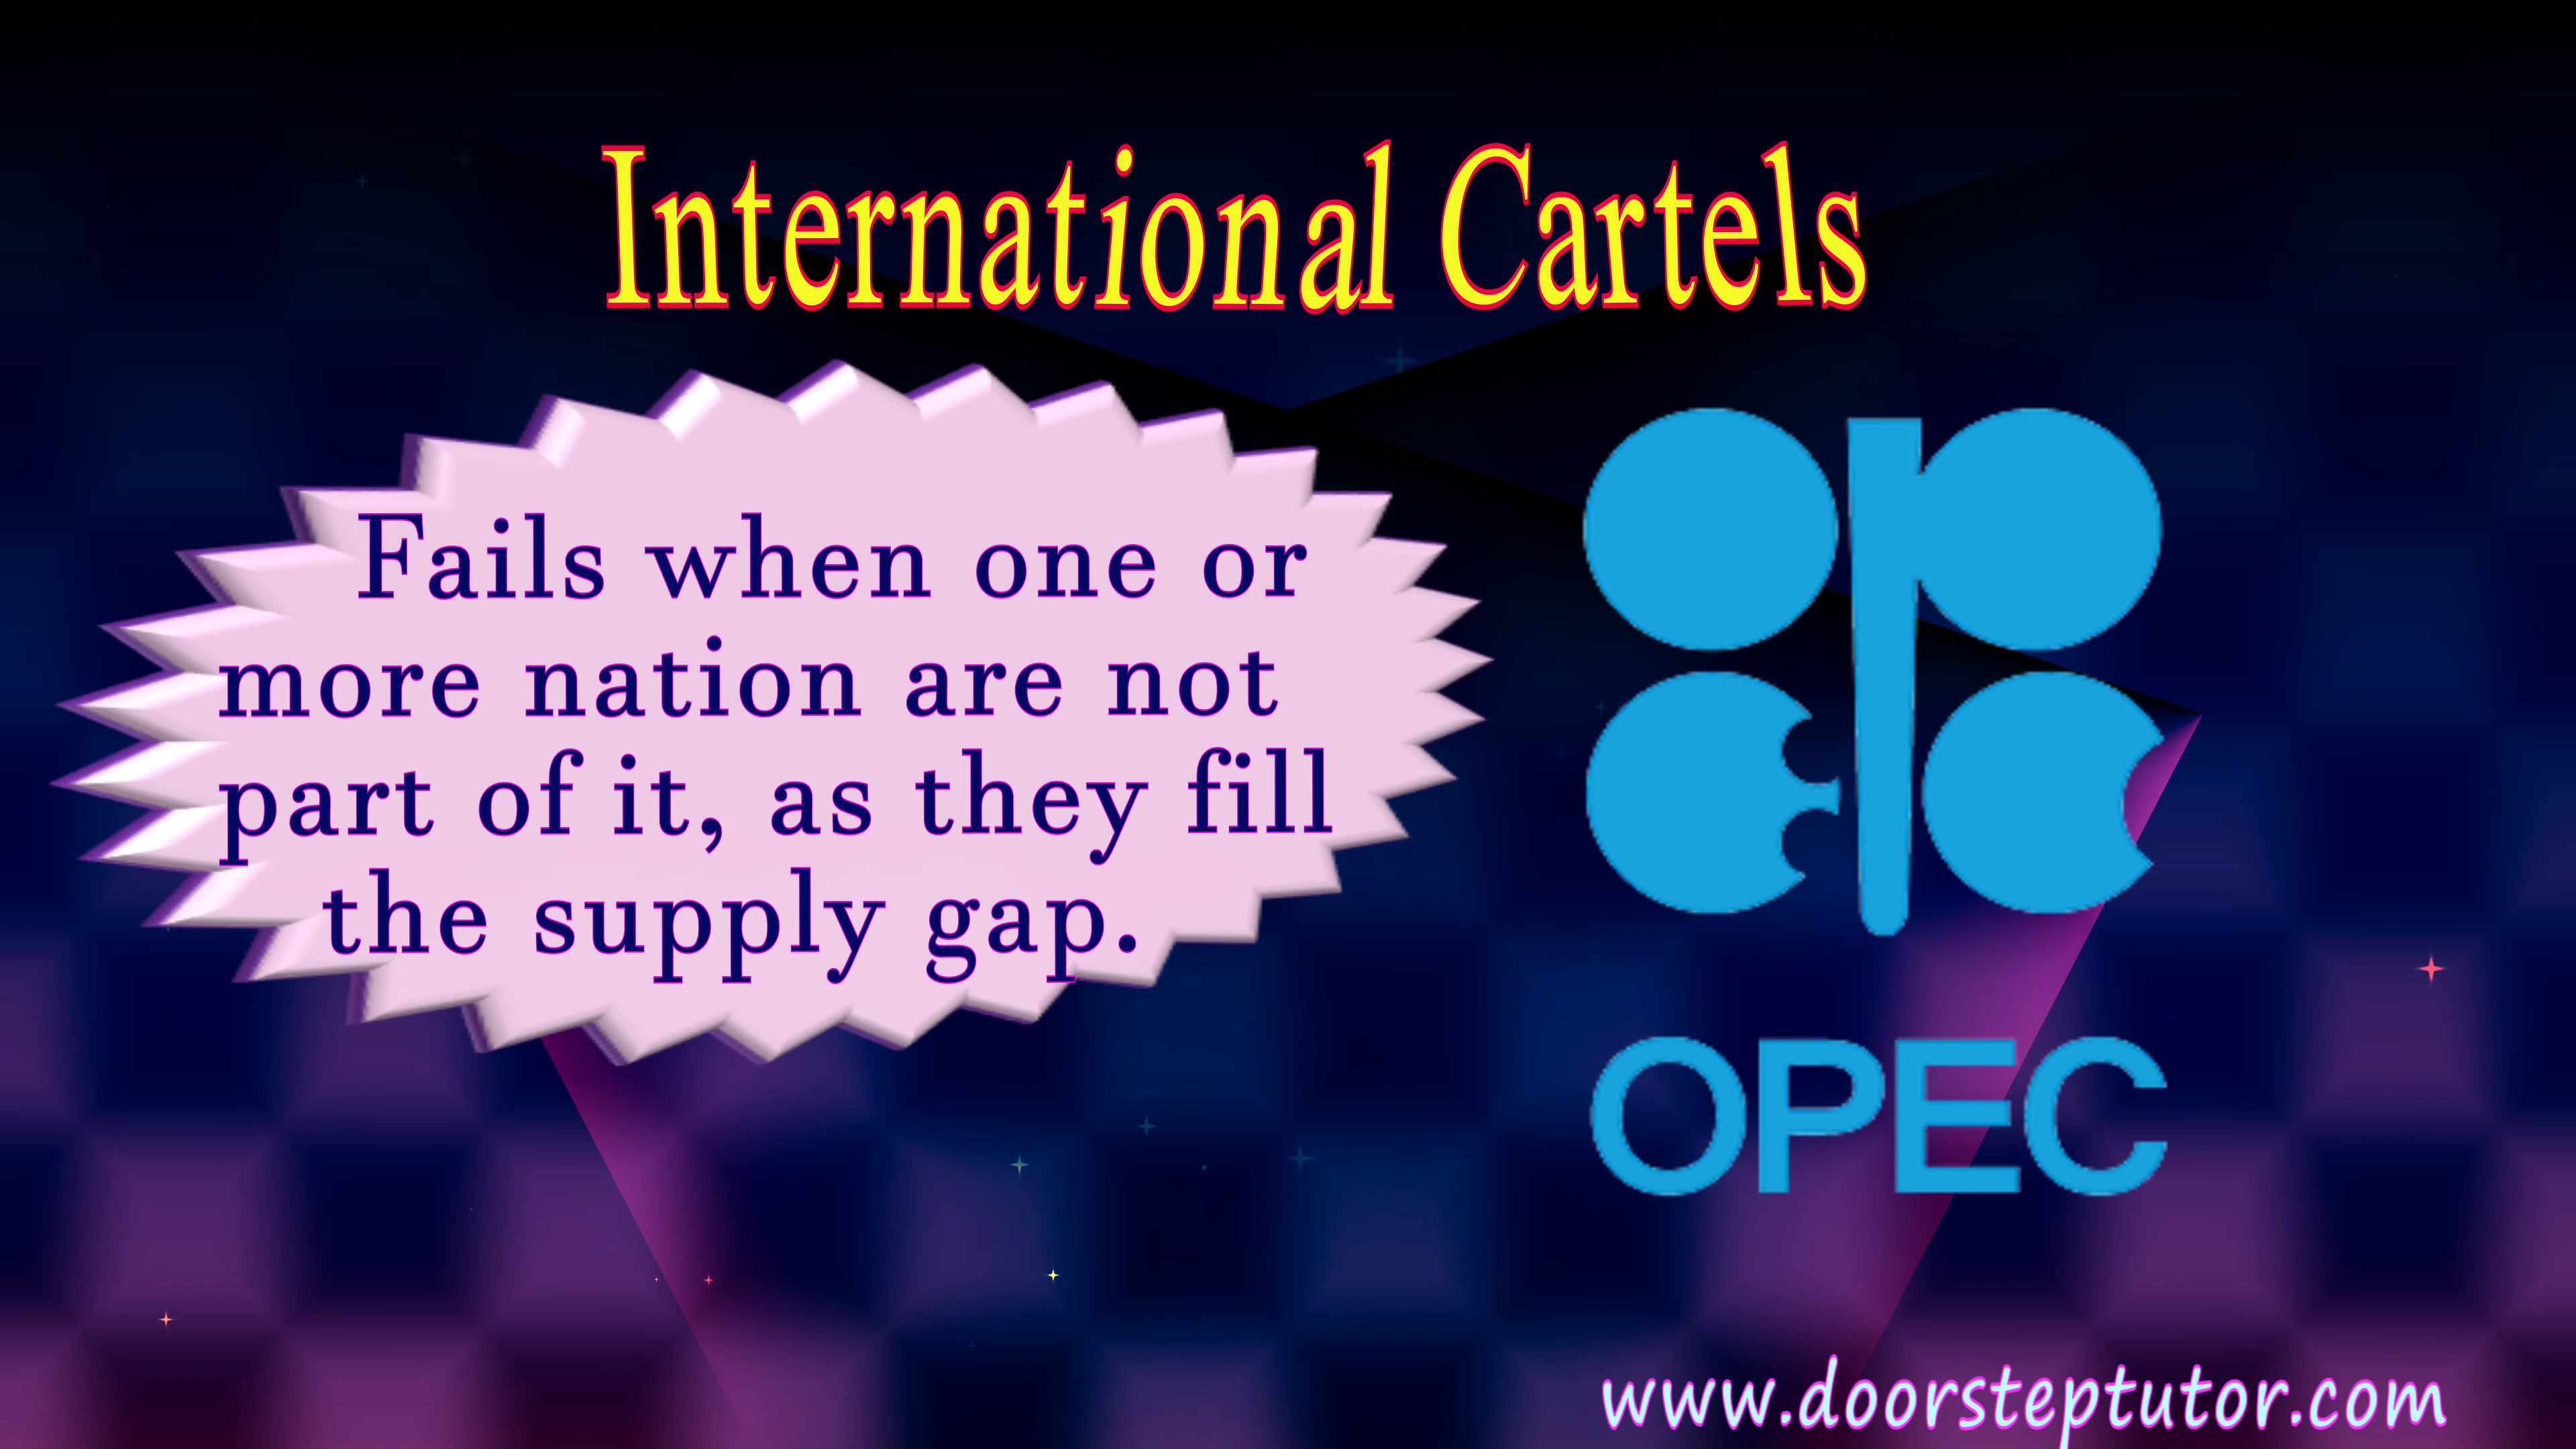 International Cartels
Fails when one or
more nation are not
part of it, as they fill
the supply gap.
OPEC
www.doorsteptutor.com